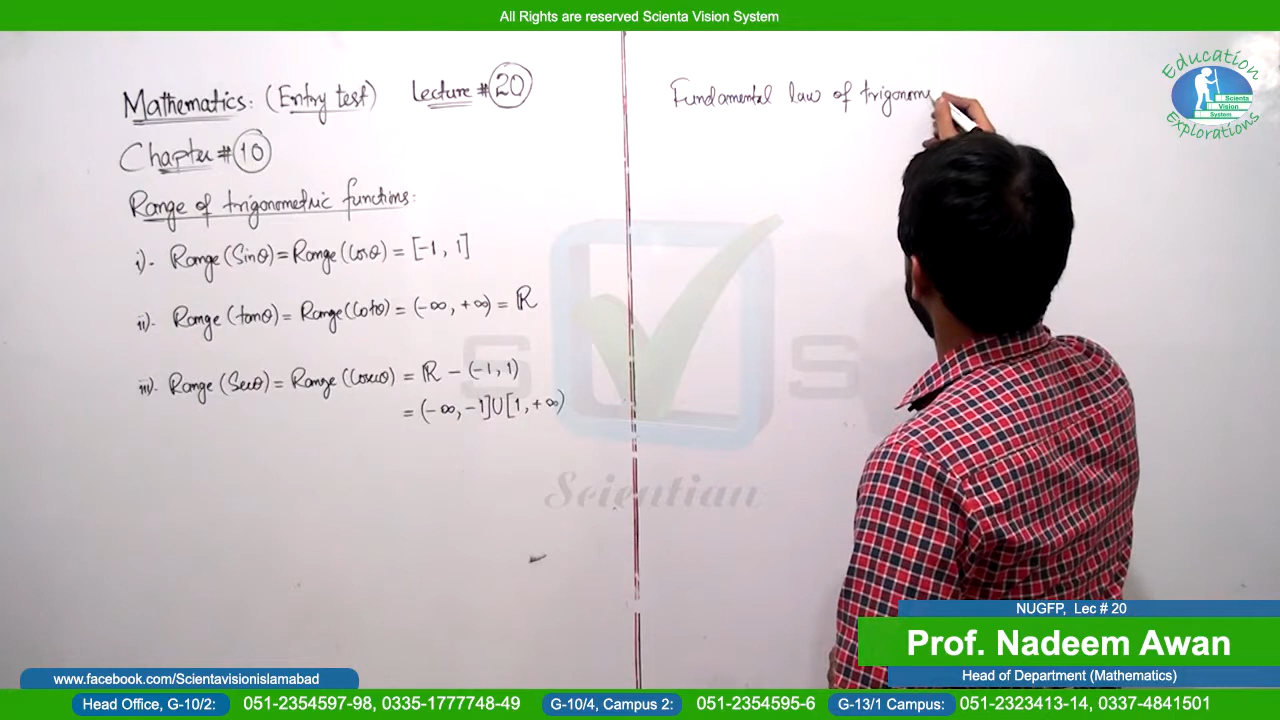 All Rights are reserved Scienta Vision System
Mathematics: (Entry test) Lecture # 20
Chapter # 10
Range of trigonometric functions:
i)- Range (Sinθ) = Range (Cosθ) = [-1, 1]
ii)- Range (tanθ) = Range (Cotθ) = (-∞, +∞) = ℝ
iii)- Range (Secθ) = Range (Cosecθ) = ℝ - (-1, 1)
= (-∞, -1] U [1, +∞)
Fundamental law of trigonome
Education
Scienta
Vision
System
Explorations
S S
Scientian
NUGFP, Lec # 20
Prof. Nadeem Awan
Head of Department (Mathematics)
www.facebook.com/Scientavisionislamabad
Head Office, G-10/2: 051-2354597-98, 0335-1777748-49 G-10/4, Campus 2: 051-2354595-6 G-13/1 Campus: 051-2323413-14, 0337-4841501